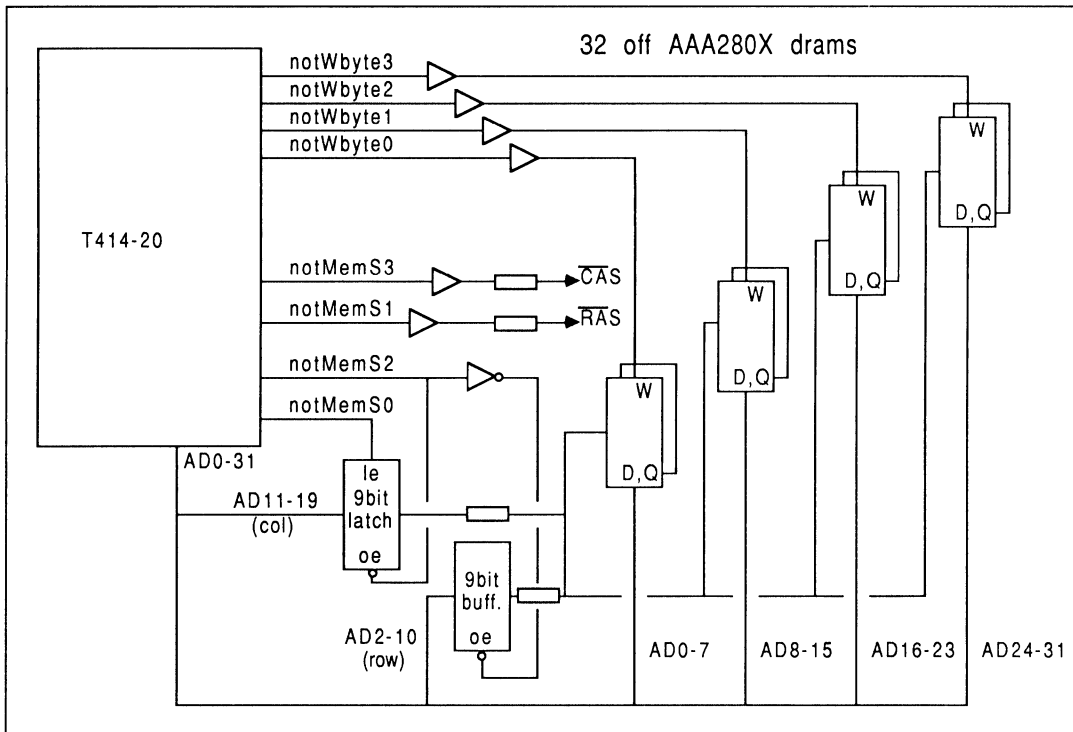 32 off AAA280X drams
notWbyte3
notWbyte2
notWbyte1
notWbyte0
T414-20
notMemS3
CAS
notMemS1
RAS
notMemS2
notMemS0
W
D,Q
W
D,Q
W
D,Q
W
D,Q
AD0-31
AD11-19
(col)
le
9bit
latch
oe
9bit
buff.
oe
AD2-10
(row)
AD0-7
AD8-15
AD16-23
AD24-31